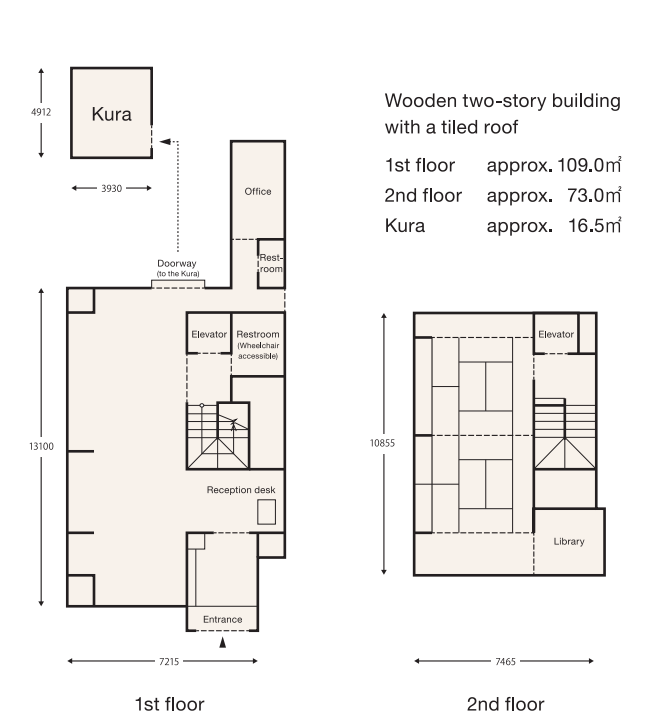 Kura
4912
3930
Wooden two-story building
with a tiled roof
1st floor approx. 109.0㎡
2nd floor approx. 73.0㎡
Kura approx. 16.5㎡
Office
Rest-
room
Doorway
(to the Kura)
Elevator
Restroom
(Wheelchair
accessible)
13100
Reception desk
Entrance
7215
1st floor
Elevator
10855
Library
7465
2nd floor